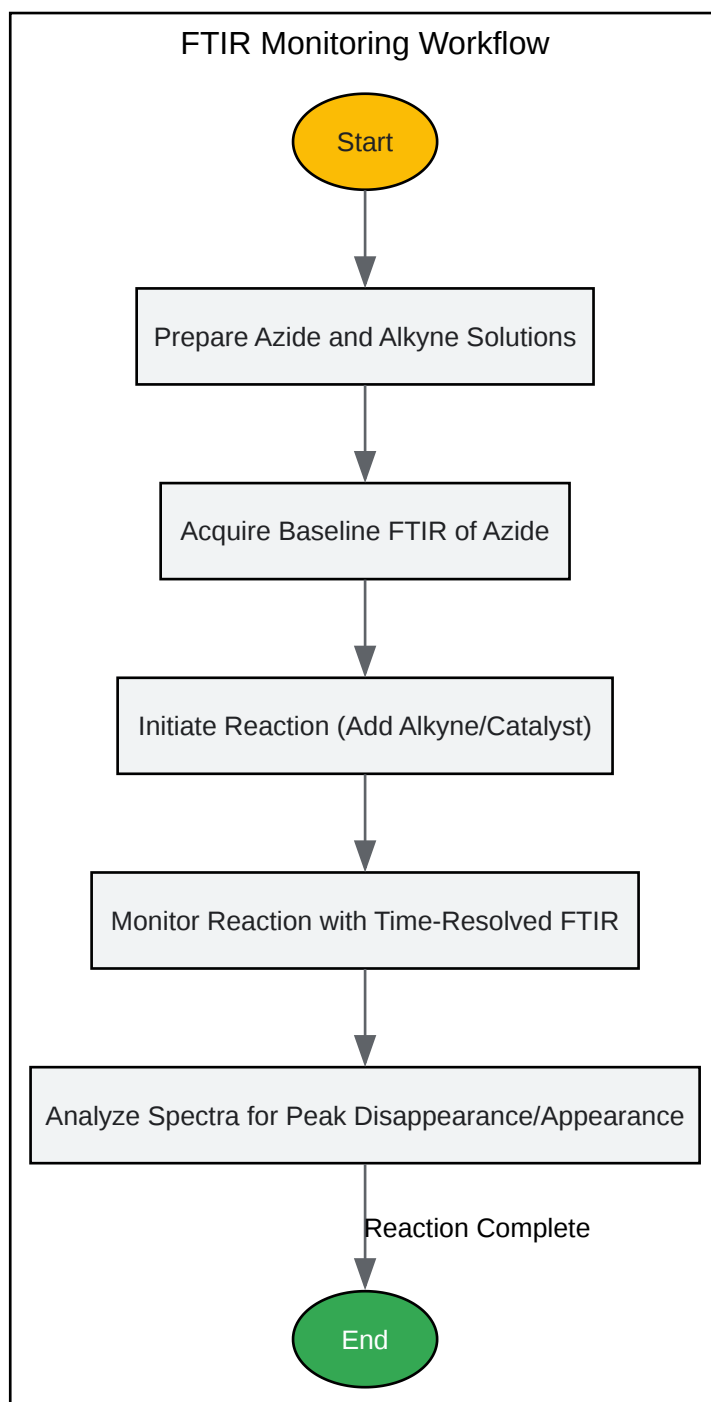 FTIR Monitoring Workflow
Start
Prepare Azide and Alkyne Solutions
Acquire Baseline FTIR of Azide
Initiate Reaction (Add Alkyne/Catalyst)
Monitor Reaction with Time-Resolved FTIR
Analyze Spectra for Peak Disappearance/Appearance
Reaction Complete
End